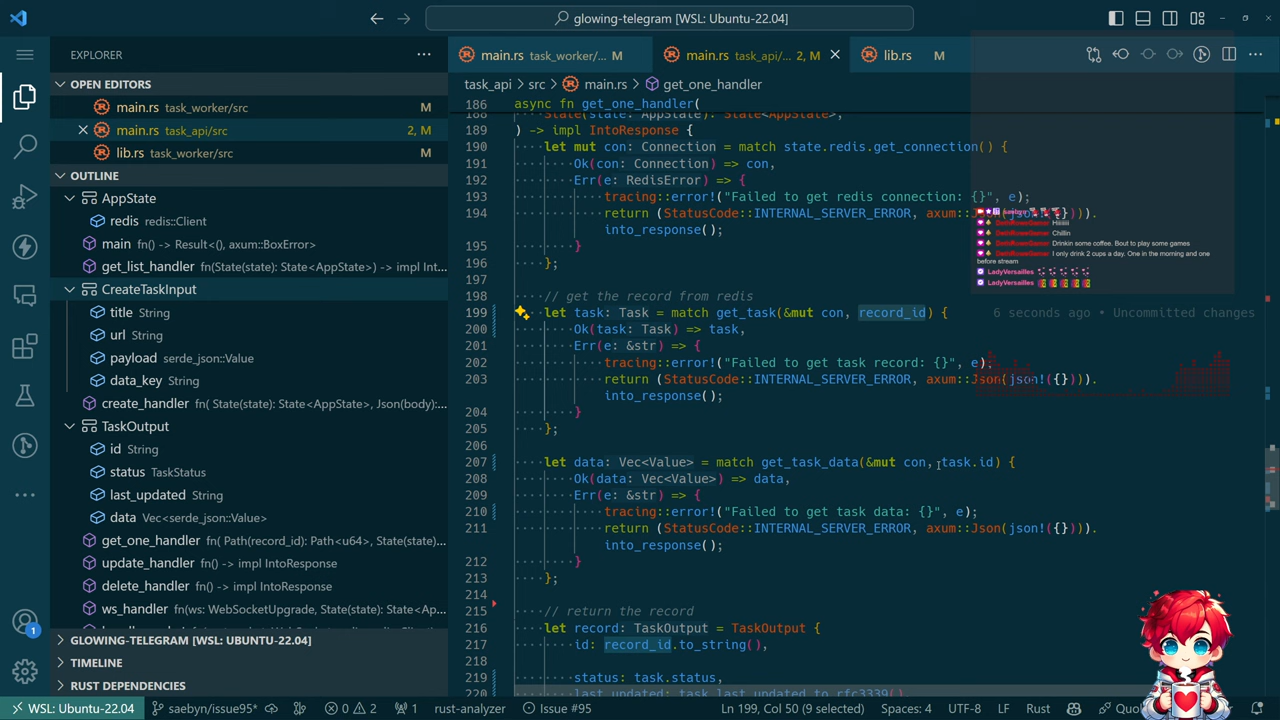 glowing-telegram [WSL: Ubuntu-22.04]
EXPLORER
OPEN EDITORS
main.rs task_worker/src M
main.rs task_api/src 2, M
lib.rs task_worker/src M
OUTLINE
AppState
redis redis::Client
main fn() -> Result<(), axum::BoxError>
get_list_handler fn(State(state): State<AppState>) -> impl Int...
CreateTaskInput
title String
url String
payload serde_json::Value
data_key String
create_handler fn( State(state): State<AppState>, Json(body):...
TaskOutput
id String
status TaskStatus
last_updated String
data Vec<serde_json::Value>
get_one_handler fn( Path(record_id): Path<u64>, State(state):...
update_handler fn() -> impl IntoResponse
delete_handler fn() -> impl IntoResponse
ws_handler fn(ws: WebSocketUpgrade, State(state): State<Ap...
GLOWING-TELEGRAM [WSL: UBUNTU-22.04]
TIMELINE
RUST DEPENDENCIES
main.rs task_worker/... M
main.rs task_api/... 2, M
lib.rs M
task_api > src > main.rs > get_one_handler
186 async fn get_one_handler(
188 State(state): State<AppState>,
189 ) -> impl IntoResponse {
190 let mut con: Connection = match state.redis.get_connection() {
191 Ok(con: Connection) => con,
192 Err(e: RedisError) => {
193 tracing::error!("Failed to get redis connection: {}", e);
194 return (StatusCode::INTERNAL_SERVER_ERROR, axum::Json(json!({}))).
into_response();
195 }
196 };
197
198 // get the record from redis
199 let task: Task = match get_task(&mut con, record_id) { 6 seconds ago • Uncommitted changes
200 Ok(task: Task) => task,
201 Err(e: &str) => {
202 tracing::error!("Failed to get task record: {}", e);
203 return (StatusCode::INTERNAL_SERVER_ERROR, axum::Json(json!({}))).
into_response();
204 }
205 };
206
207 let data: Vec<Value> = match get_task_data(&mut con, task.id) {
208 Ok(data: Vec<Value>) => data,
209 Err(e: &str) => {
210 tracing::error!("Failed to get task data: {}", e);
211 return (StatusCode::INTERNAL_SERVER_ERROR, axum::Json(json!({}))).
into_response();
212 }
213 };
214
215 // return the record
216 let record: TaskOutput = TaskOutput {
217 id: record_id.to_string(),
218
219 status: task.status,
220 last_updated: task.last_updated.to_rfc3339()
Hiiiiii
Chillin
Drinkin some coffee. Bout to play some games
I only drink 2 cups a day. One in the morning and one
before stream
LadyVersailles
LadyVersailles
1
WSL: Ubuntu-22.04 saebyn/issue95* 0 2 1 rust-analyzer Issue #95 Ln 199, Col 50 (9 selected) Spaces: 4 UTF-8 LF Rust